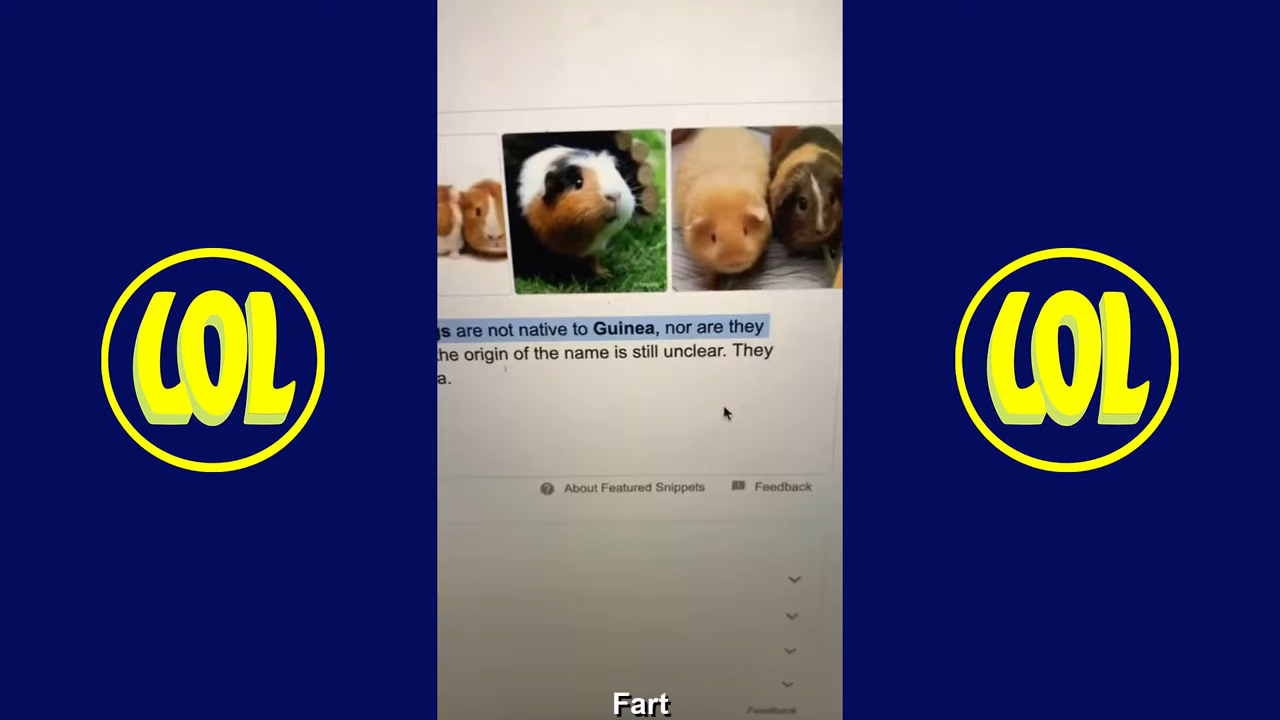 LOL
LOL
are not native to Guinea, nor are they
the origin of the name is still unclear. They
a.
About Featured Snippets
Feedback
Feedback
Fart